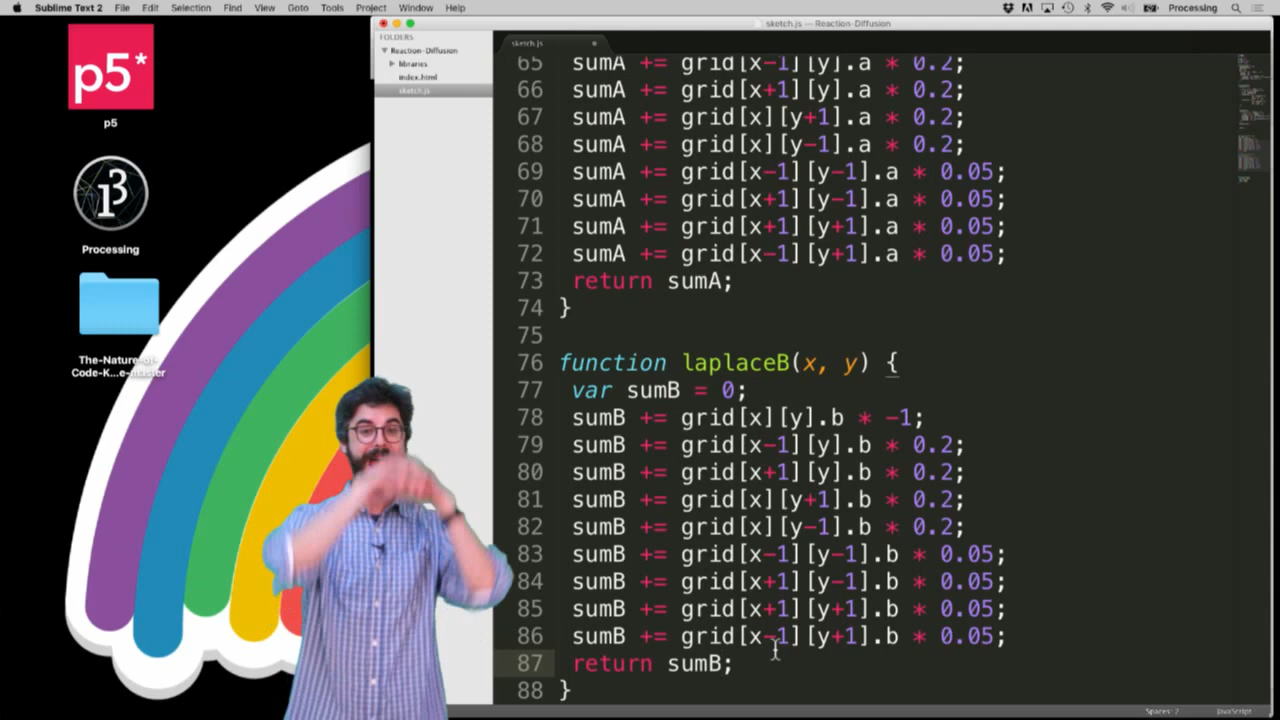 Sublime Text 2 File Edit Selection Find View Goto Tools Project Window Help Processing
sketch.js — Reaction-Diffusion
FOLDERS
Reaction-Diffusion
libraries
index.html
sketch.js
sketch.js
p5*
p5
Processing
The-Nature-of-
Code-K...e-master
65 sumA += grid[x-1][y].a * 0.2;
66 sumA += grid[x+1][y].a * 0.2;
67 sumA += grid[x][y+1].a * 0.2;
68 sumA += grid[x][y-1].a * 0.2;
69 sumA += grid[x-1][y-1].a * 0.05;
70 sumA += grid[x+1][y-1].a * 0.05;
71 sumA += grid[x+1][y+1].a * 0.05;
72 sumA += grid[x-1][y+1].a * 0.05;
73 return sumA;
74 }
75
76 function laplaceB(x, y) {
77 var sumB = 0;
78 sumB += grid[x][y].b * -1;
79 sumB += grid[x-1][y].b * 0.2;
80 sumB += grid[x+1][y].b * 0.2;
81 sumB += grid[x][y+1].b * 0.2;
82 sumB += grid[x][y-1].b * 0.2;
83 sumB += grid[x-1][y-1].b * 0.05;
84 sumB += grid[x+1][y-1].b * 0.05;
85 sumB += grid[x+1][y+1].b * 0.05;
86 sumB += grid[x-1][y+1].b * 0.05;
87 return sumB;
88 }
JavaScript